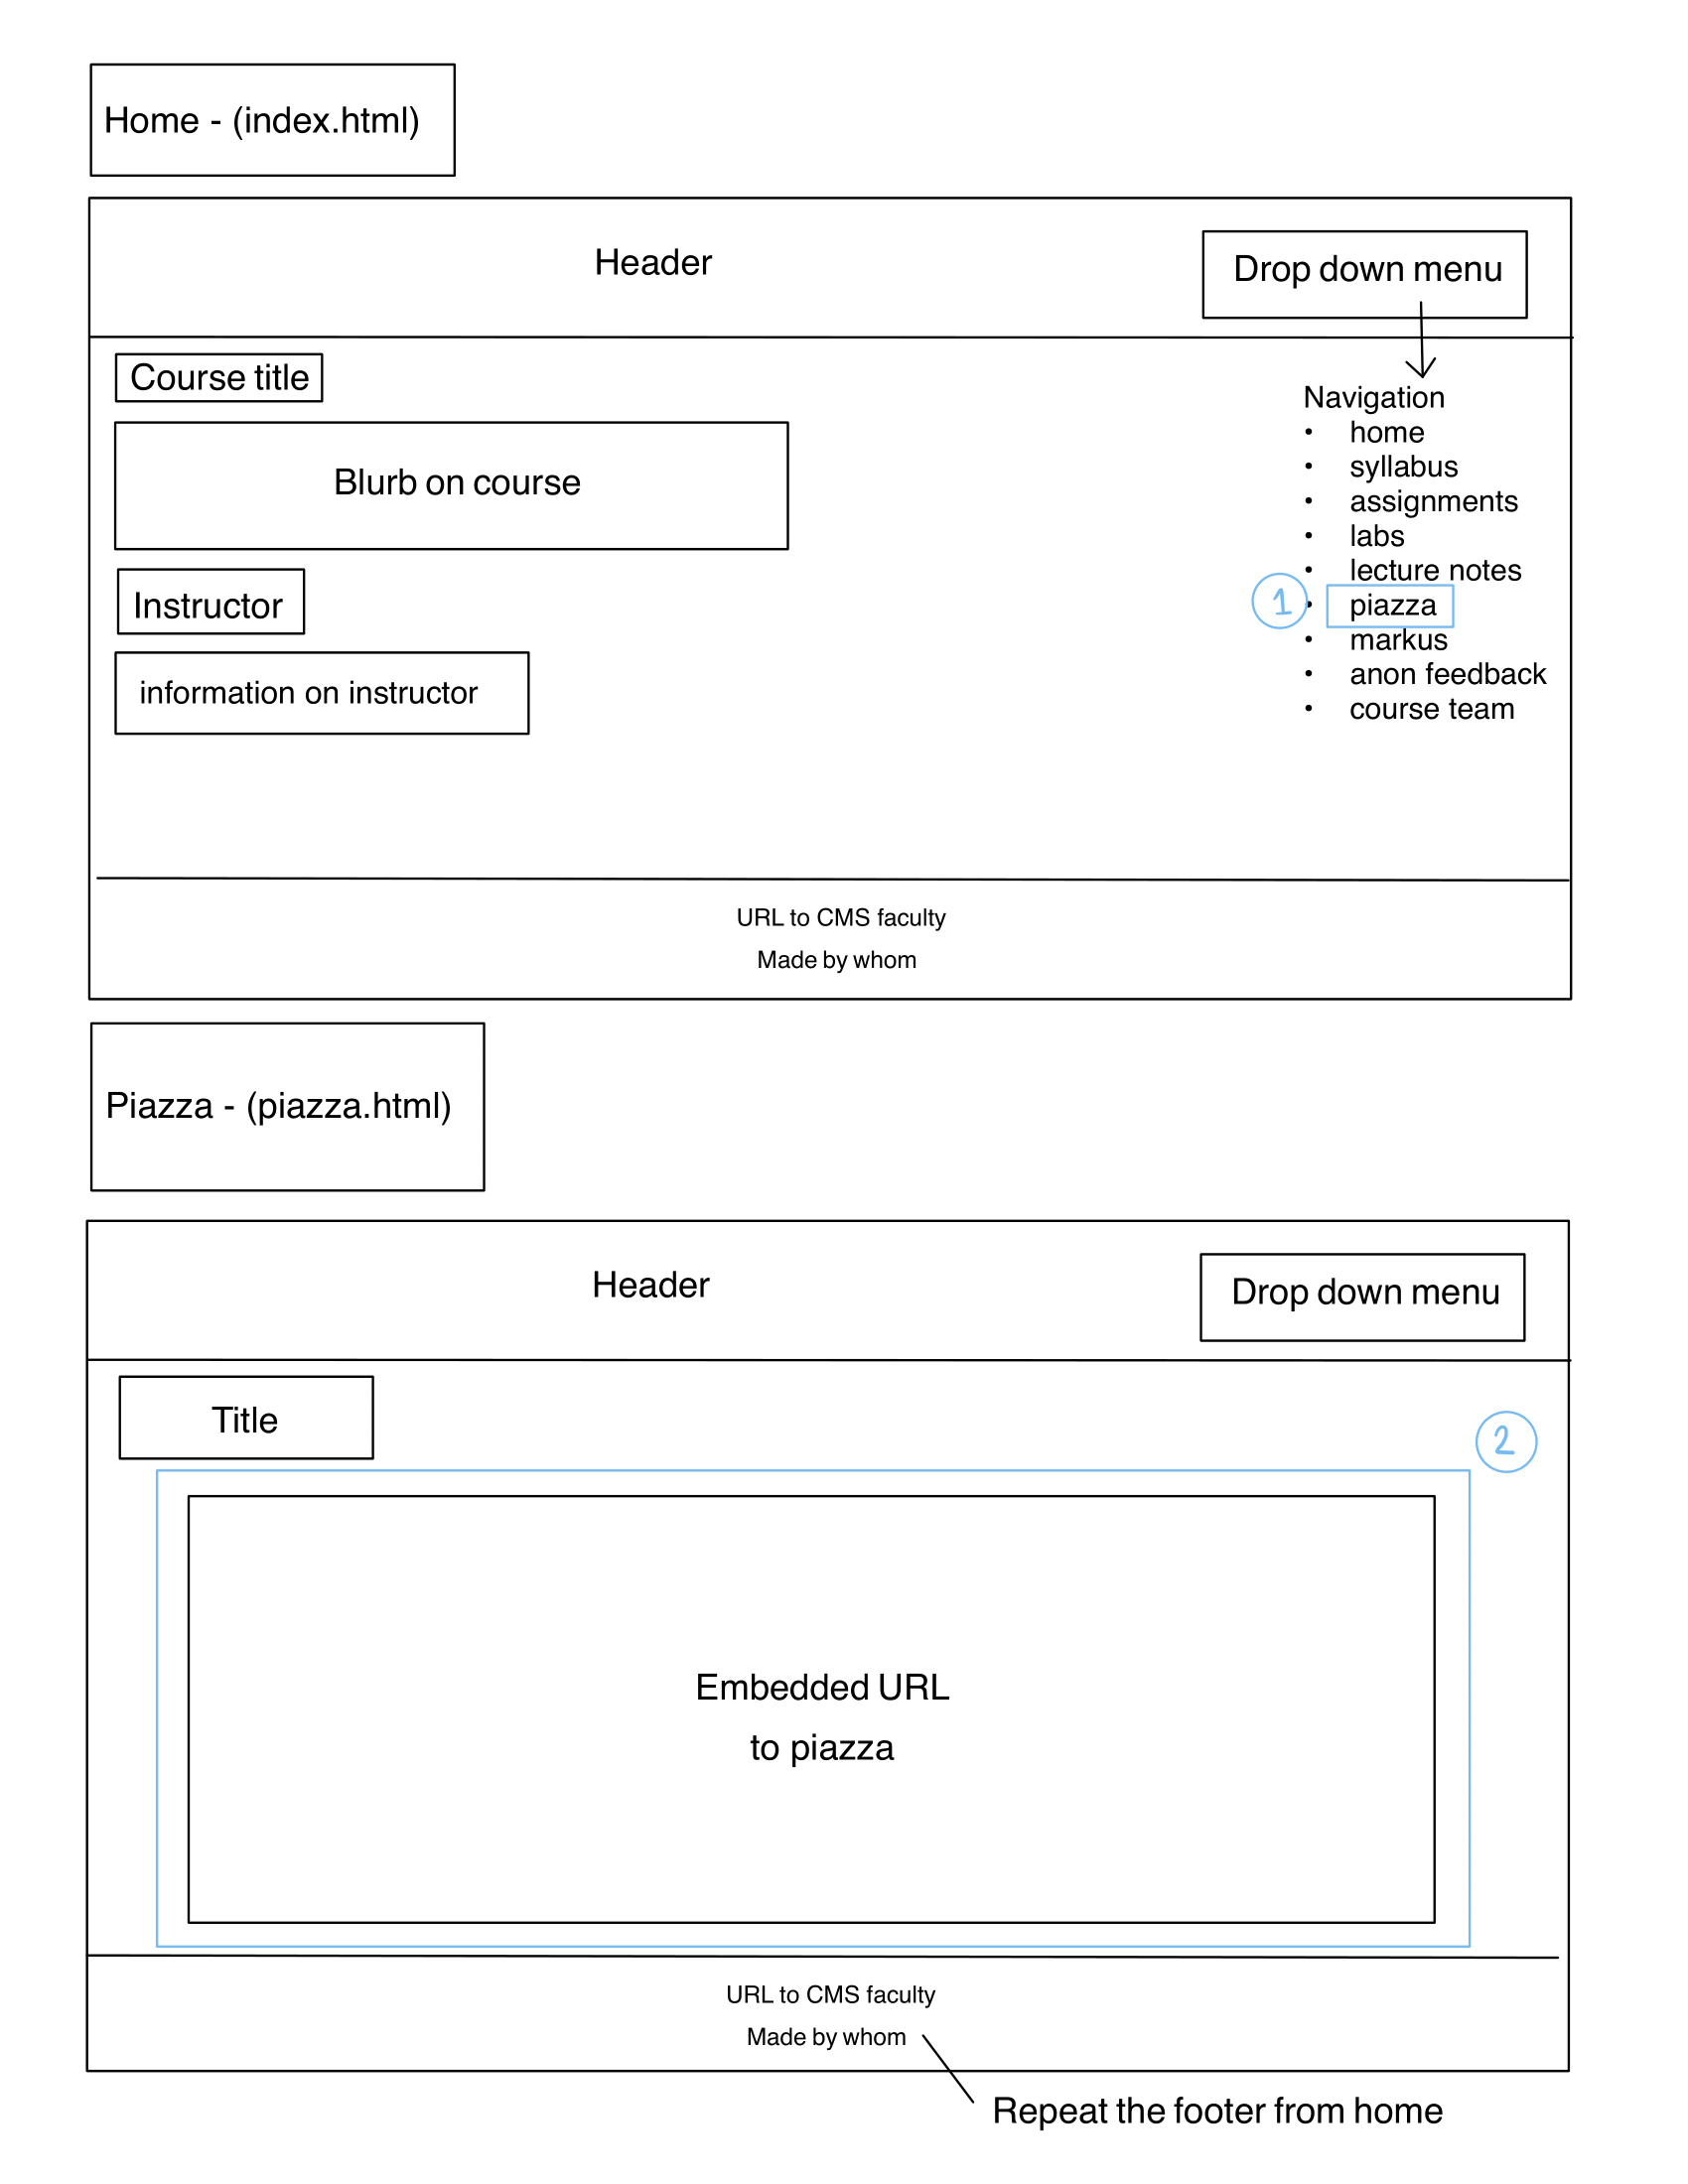 Home - (index.html)
Header
Drop down menu
Course title
Blurb on course
Instructor
information on instructor
Navigation
• home
• syllabus
• assignments
• labs
• lecture notes
1
• piazza
• markus
• anon feedback
• course team
URL to CMS faculty
Made by whom
Piazza - (piazza.html)
Header
Drop down menu
Title
2
Embedded URL
to piazza
URL to CMS faculty
Made by whom
Repeat the footer from home